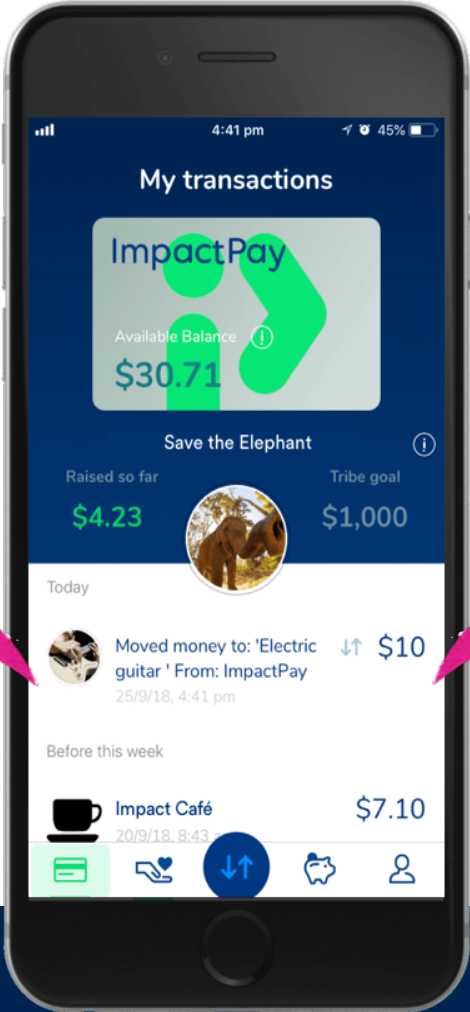 4:41 pm
45%
My transactions
ImpactPay
Available Balance
$30.71
Save the Elephant
Raised so far
Tribe goal
$4.23
$1,000
Today
Moved money to: 'Electric
guitar ' From: ImpactPay
$10
25/9/18, 4:41 pm
Before this week
Impact Café
$7.10
20/9/18, 8:43